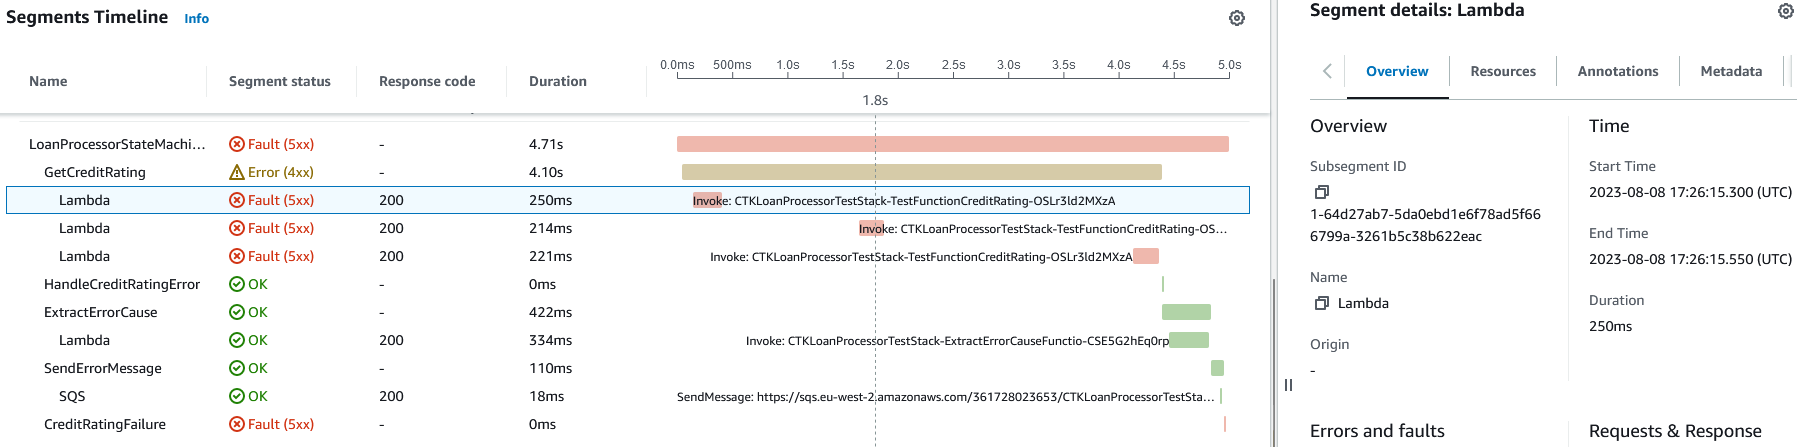 Segments Timeline Info
0.0ms 500ms 1.0s 1.5s 2.0s 2.5s 3.0s 3.5s 4.0s 4.5s 5.0s
Name Segment status Response code Duration
1.8s
LoanProcessorStateMachi... Fault (5xx) - 4.71s
GetCreditRating Error (4xx) - 4.10s
Lambda Fault (5xx) 200 250ms Invoke: CTKLoanProcessorTestStack-TestFunctionCreditRating-OSLr3ld2MXzA
Lambda Fault (5xx) 200 214ms Invoke: CTKLoanProcessorTestStack-TestFunctionCreditRating-OS...
Lambda Fault (5xx) 200 221ms Invoke: CTKLoanProcessorTestStack-TestFunctionCreditRating-OSLr3ld2MXzA
HandleCreditRatingError OK - 0ms
ExtractErrorCause OK - 422ms
Lambda OK 200 334ms Invoke: CTKLoanProcessorTestStack-ExtractErrorCauseFunctio-CSE5G2hEq0rp
SendErrorMessage OK - 110ms
SQS OK 200 18ms SendMessage: https://sqs.eu-west-2.amazonaws.com/361728023653/CTKLoanProcessorTestSta...
CreditRatingFailure Fault (5xx) - 0ms
Segment details: Lambda
Overview Resources Annotations Metadata
Overview
Subsegment ID
1-64d27ab7-5da0ebd1e6f78ad5f66
6799a-3261b5c38b622eac
Name
Lambda
Origin
-
Time
Start Time
2023-08-08 17:26:15.300 (UTC)
End Time
2023-08-08 17:26:15.550 (UTC)
Duration
250ms
Errors and faults
Requests & Response